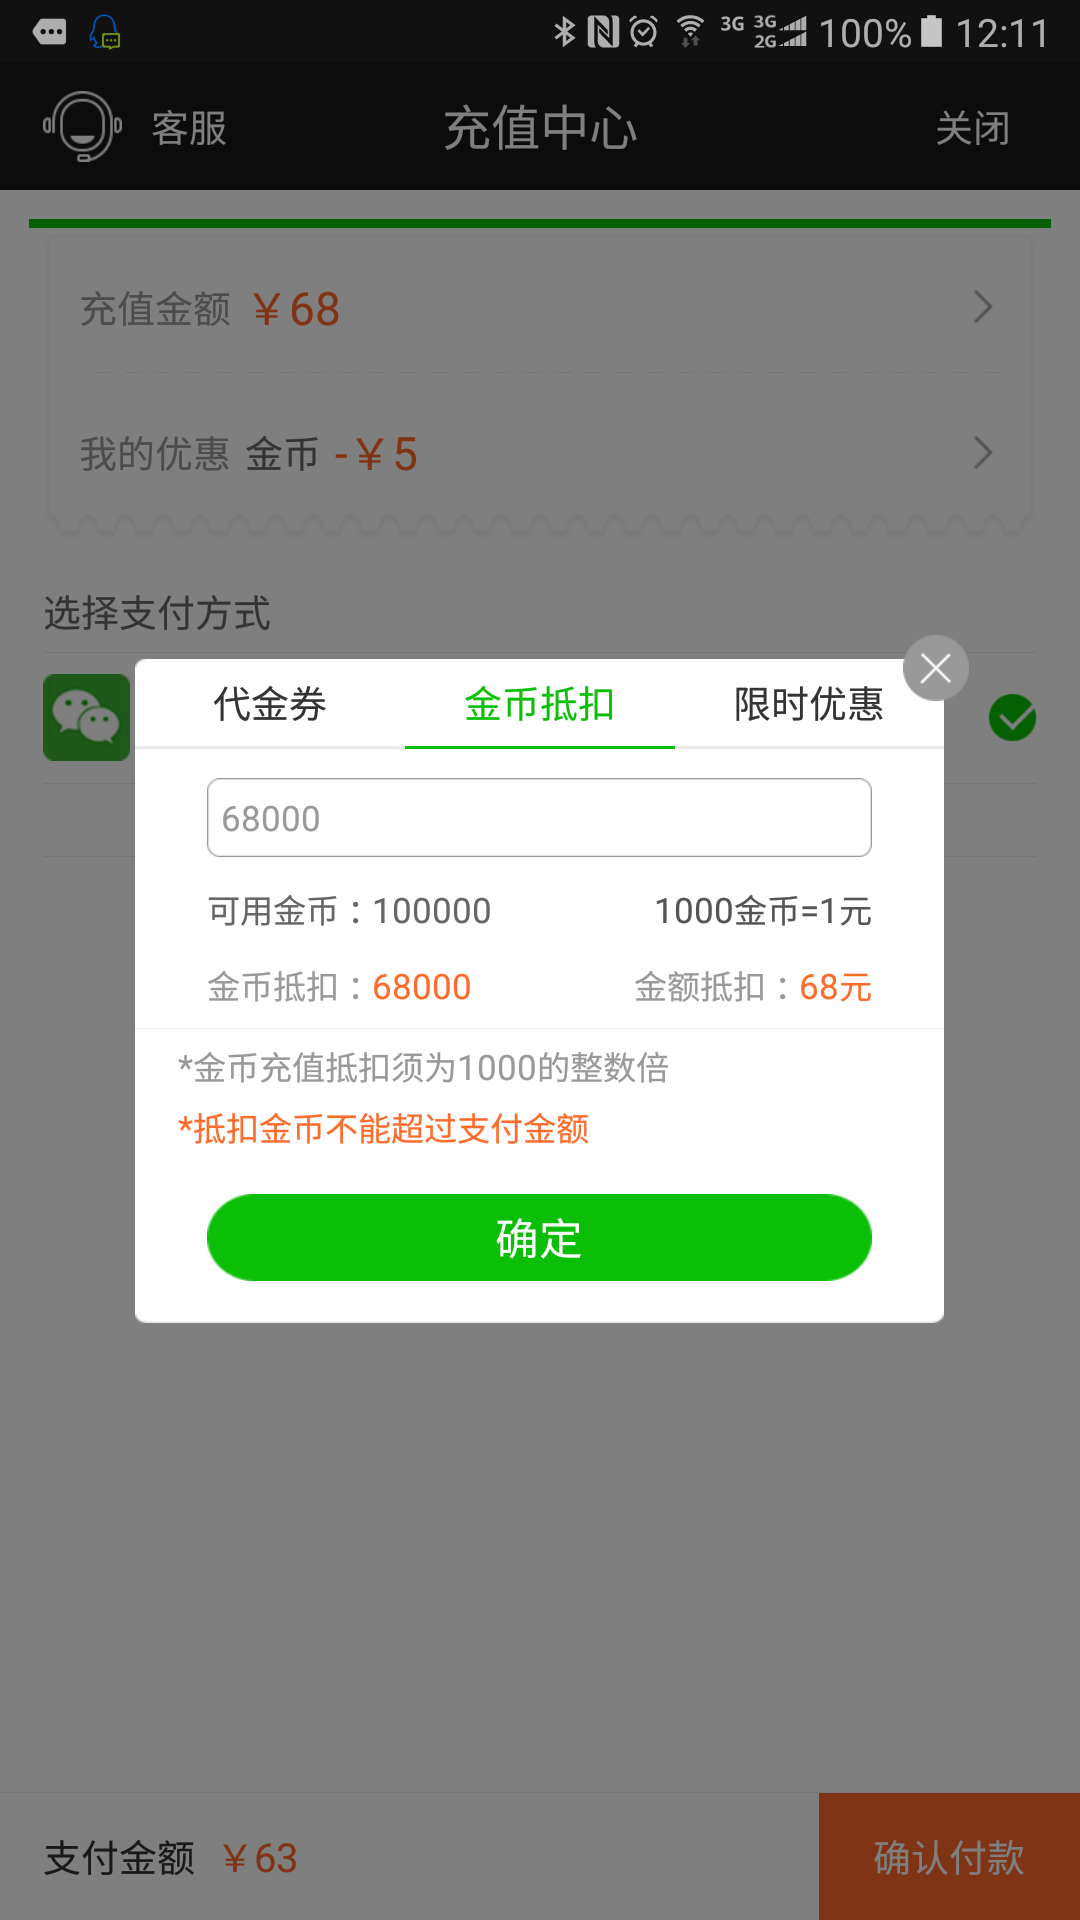 3G 3G 2G 100% 12:11
客服 充值中心 关闭
充值金额 ￥68
我的优惠 金币 -￥5
选择支付方式
代金券 金币抵扣 限时优惠
68000
可用金币：100000 1000金币=1元
金币抵扣：68000 金额抵扣：68元
*金币充值抵扣须为1000的整数倍
*抵扣金币不能超过支付金额
确定
支付金额 ￥63 确认付款